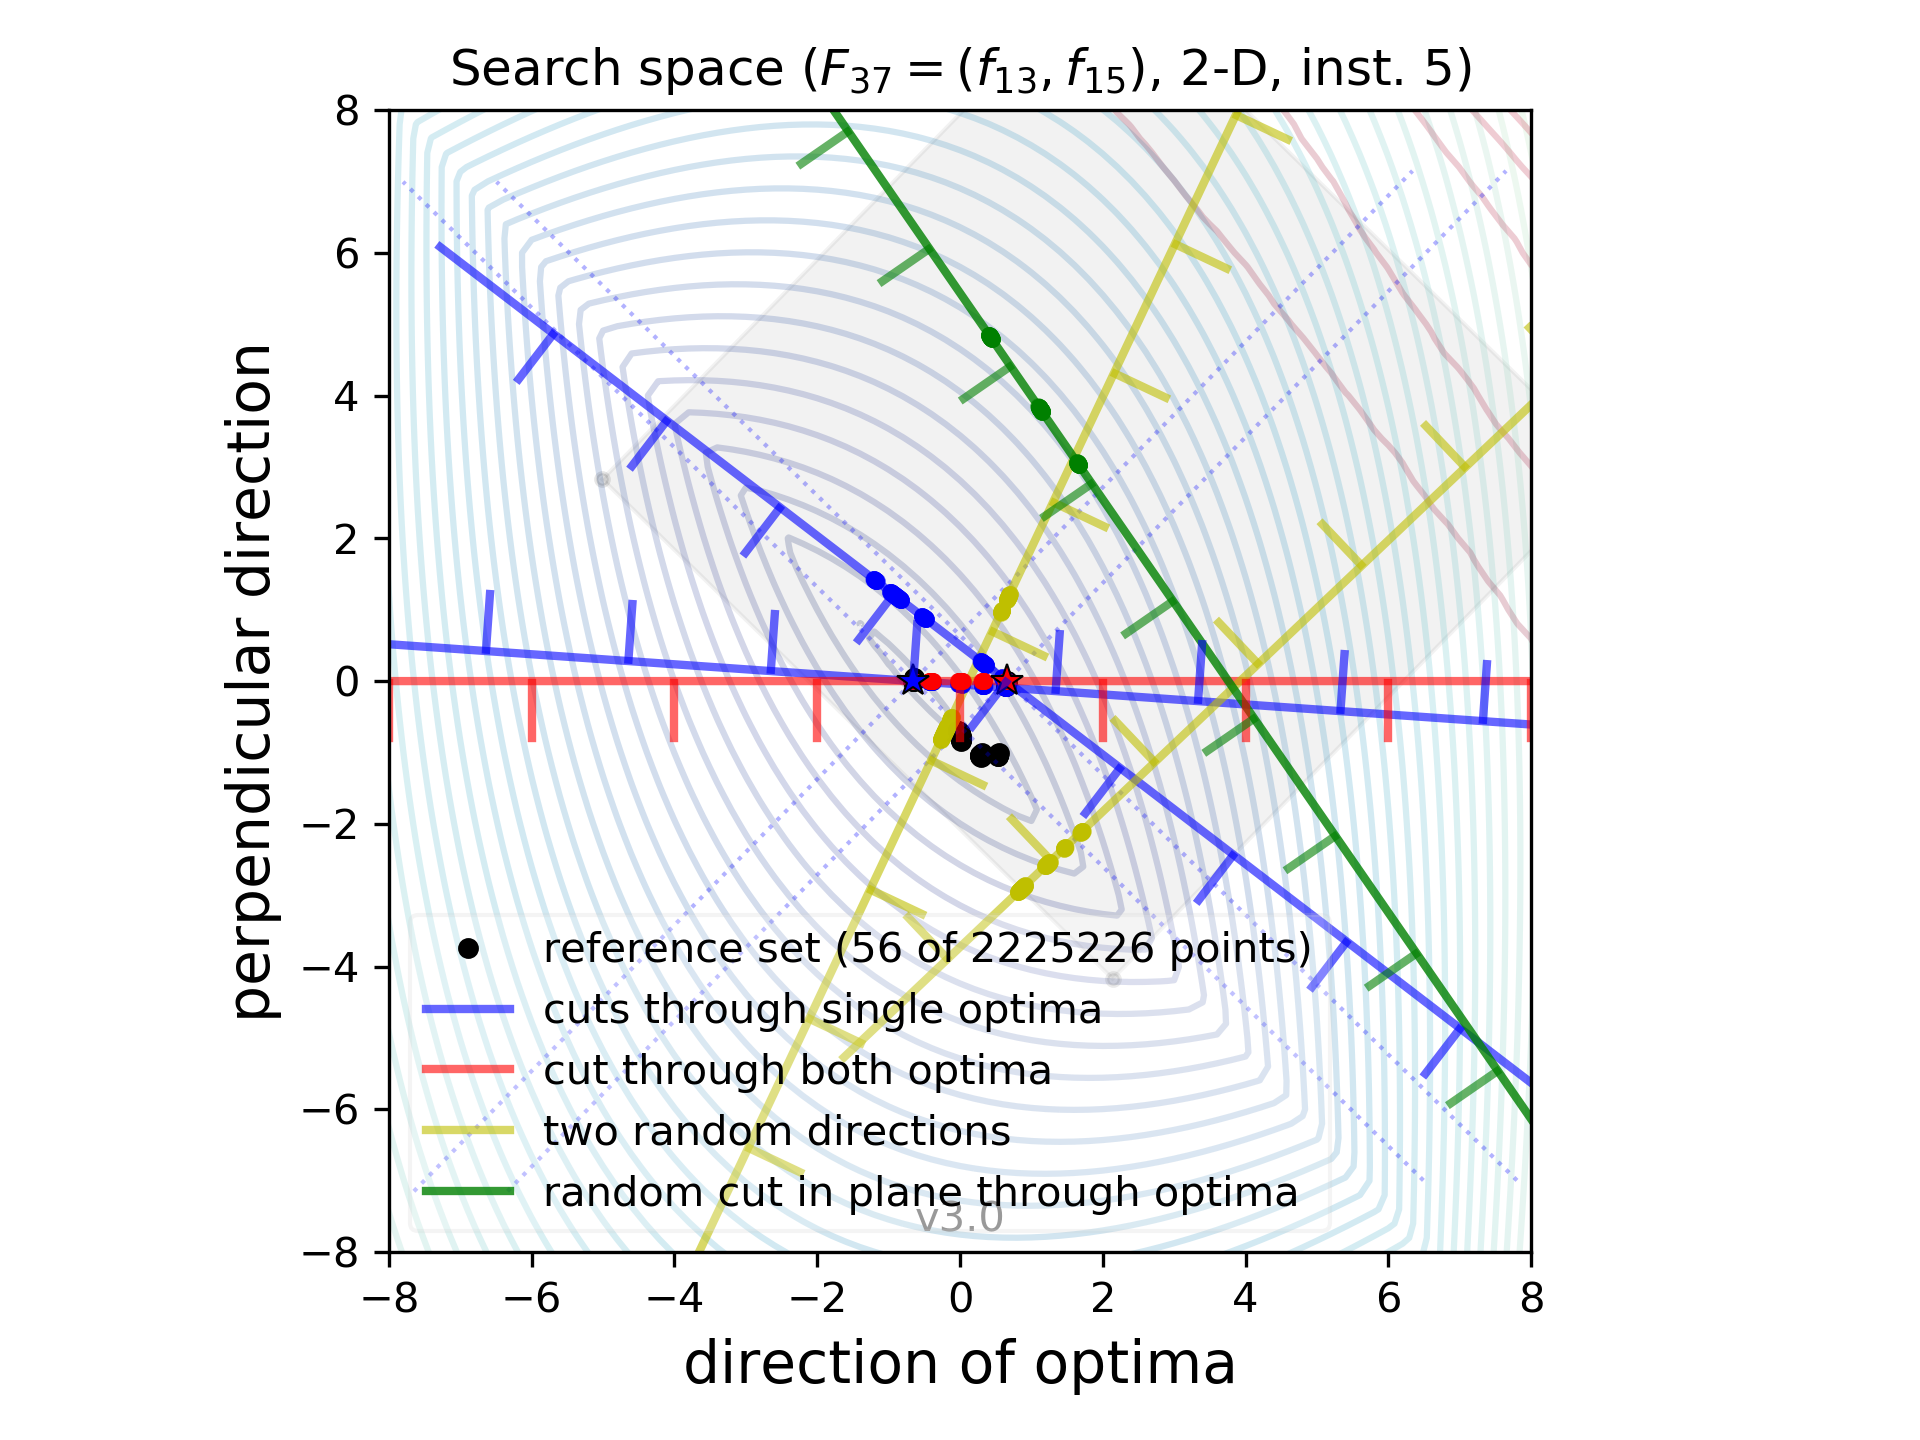 Search space (F37 = (f13, f15), 2-D, inst. 5)
8
6
4
2
0
−2
−4
−6
−8
perpendicular direction
reference set (56 of 2225226 points)
cuts through single optima
cut through both optima
two random directions
random cut in plane through optima
v3.0
−8 −6 −4 −2 0 2 4 6 8
direction of optima